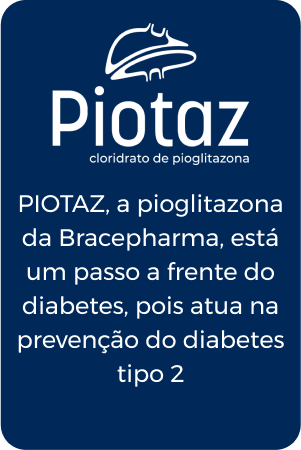 Piotaz
cloridrato de pioglitazona
PIOTAZ, a pioglitazona
da Bracepharma, está
um passo a frente do
diabetes, pois atua na
prevenção do diabetes
tipo 2